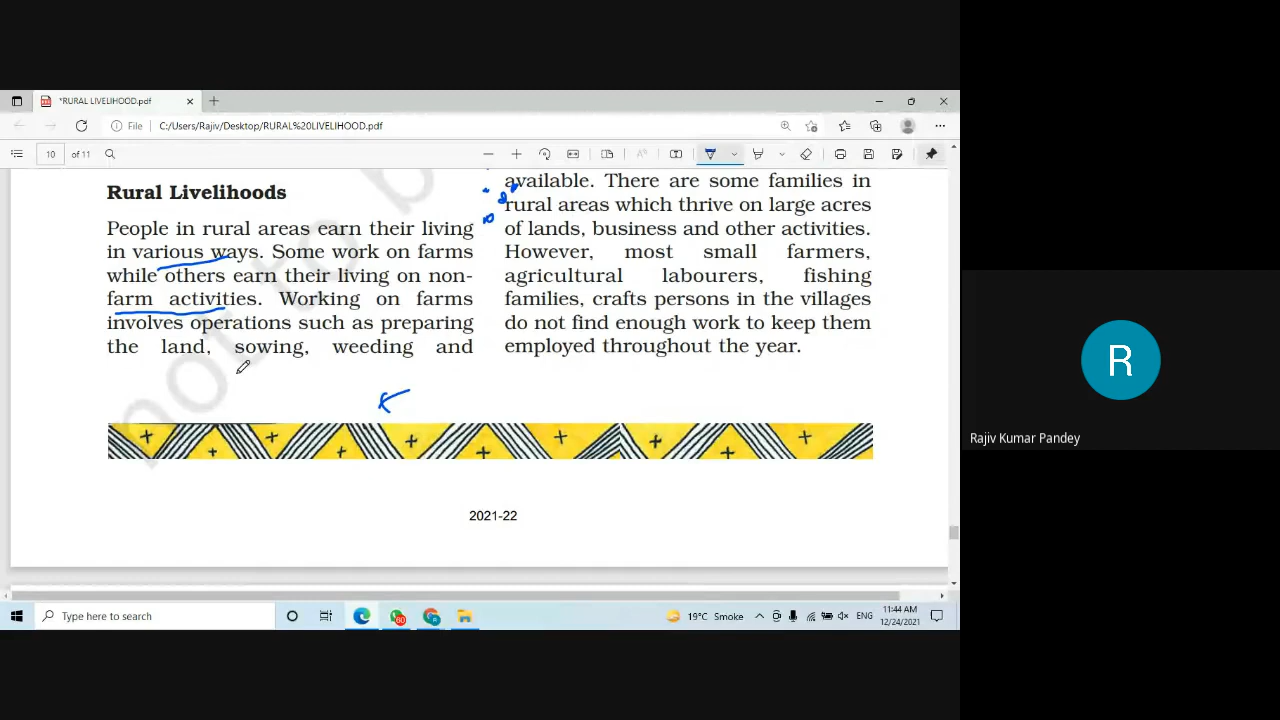 *RURAL LIVELIHOOD.pdf
File
C:/Users/Rajiv/Desktop/RURAL%20LIVELIHOOD.pdf
10 of 11
Rural Livelihoods
People in rural areas earn their living
in various ways. Some work on farms
while others earn their living on non-
farm activities. Working on farms
involves operations such as preparing
the land, sowing, weeding and
available. There are some families in
rural areas which thrive on large acres
of lands, business and other activities.
However, most small farmers,
agricultural labourers, fishing
families, crafts persons in the villages
do not find enough work to keep them
employed throughout the year.
not to b
2021-22
R
Rajiv Kumar Pandey
Type here to search
60
19°C Smoke
ENG
11:44 AM
12/24/2021